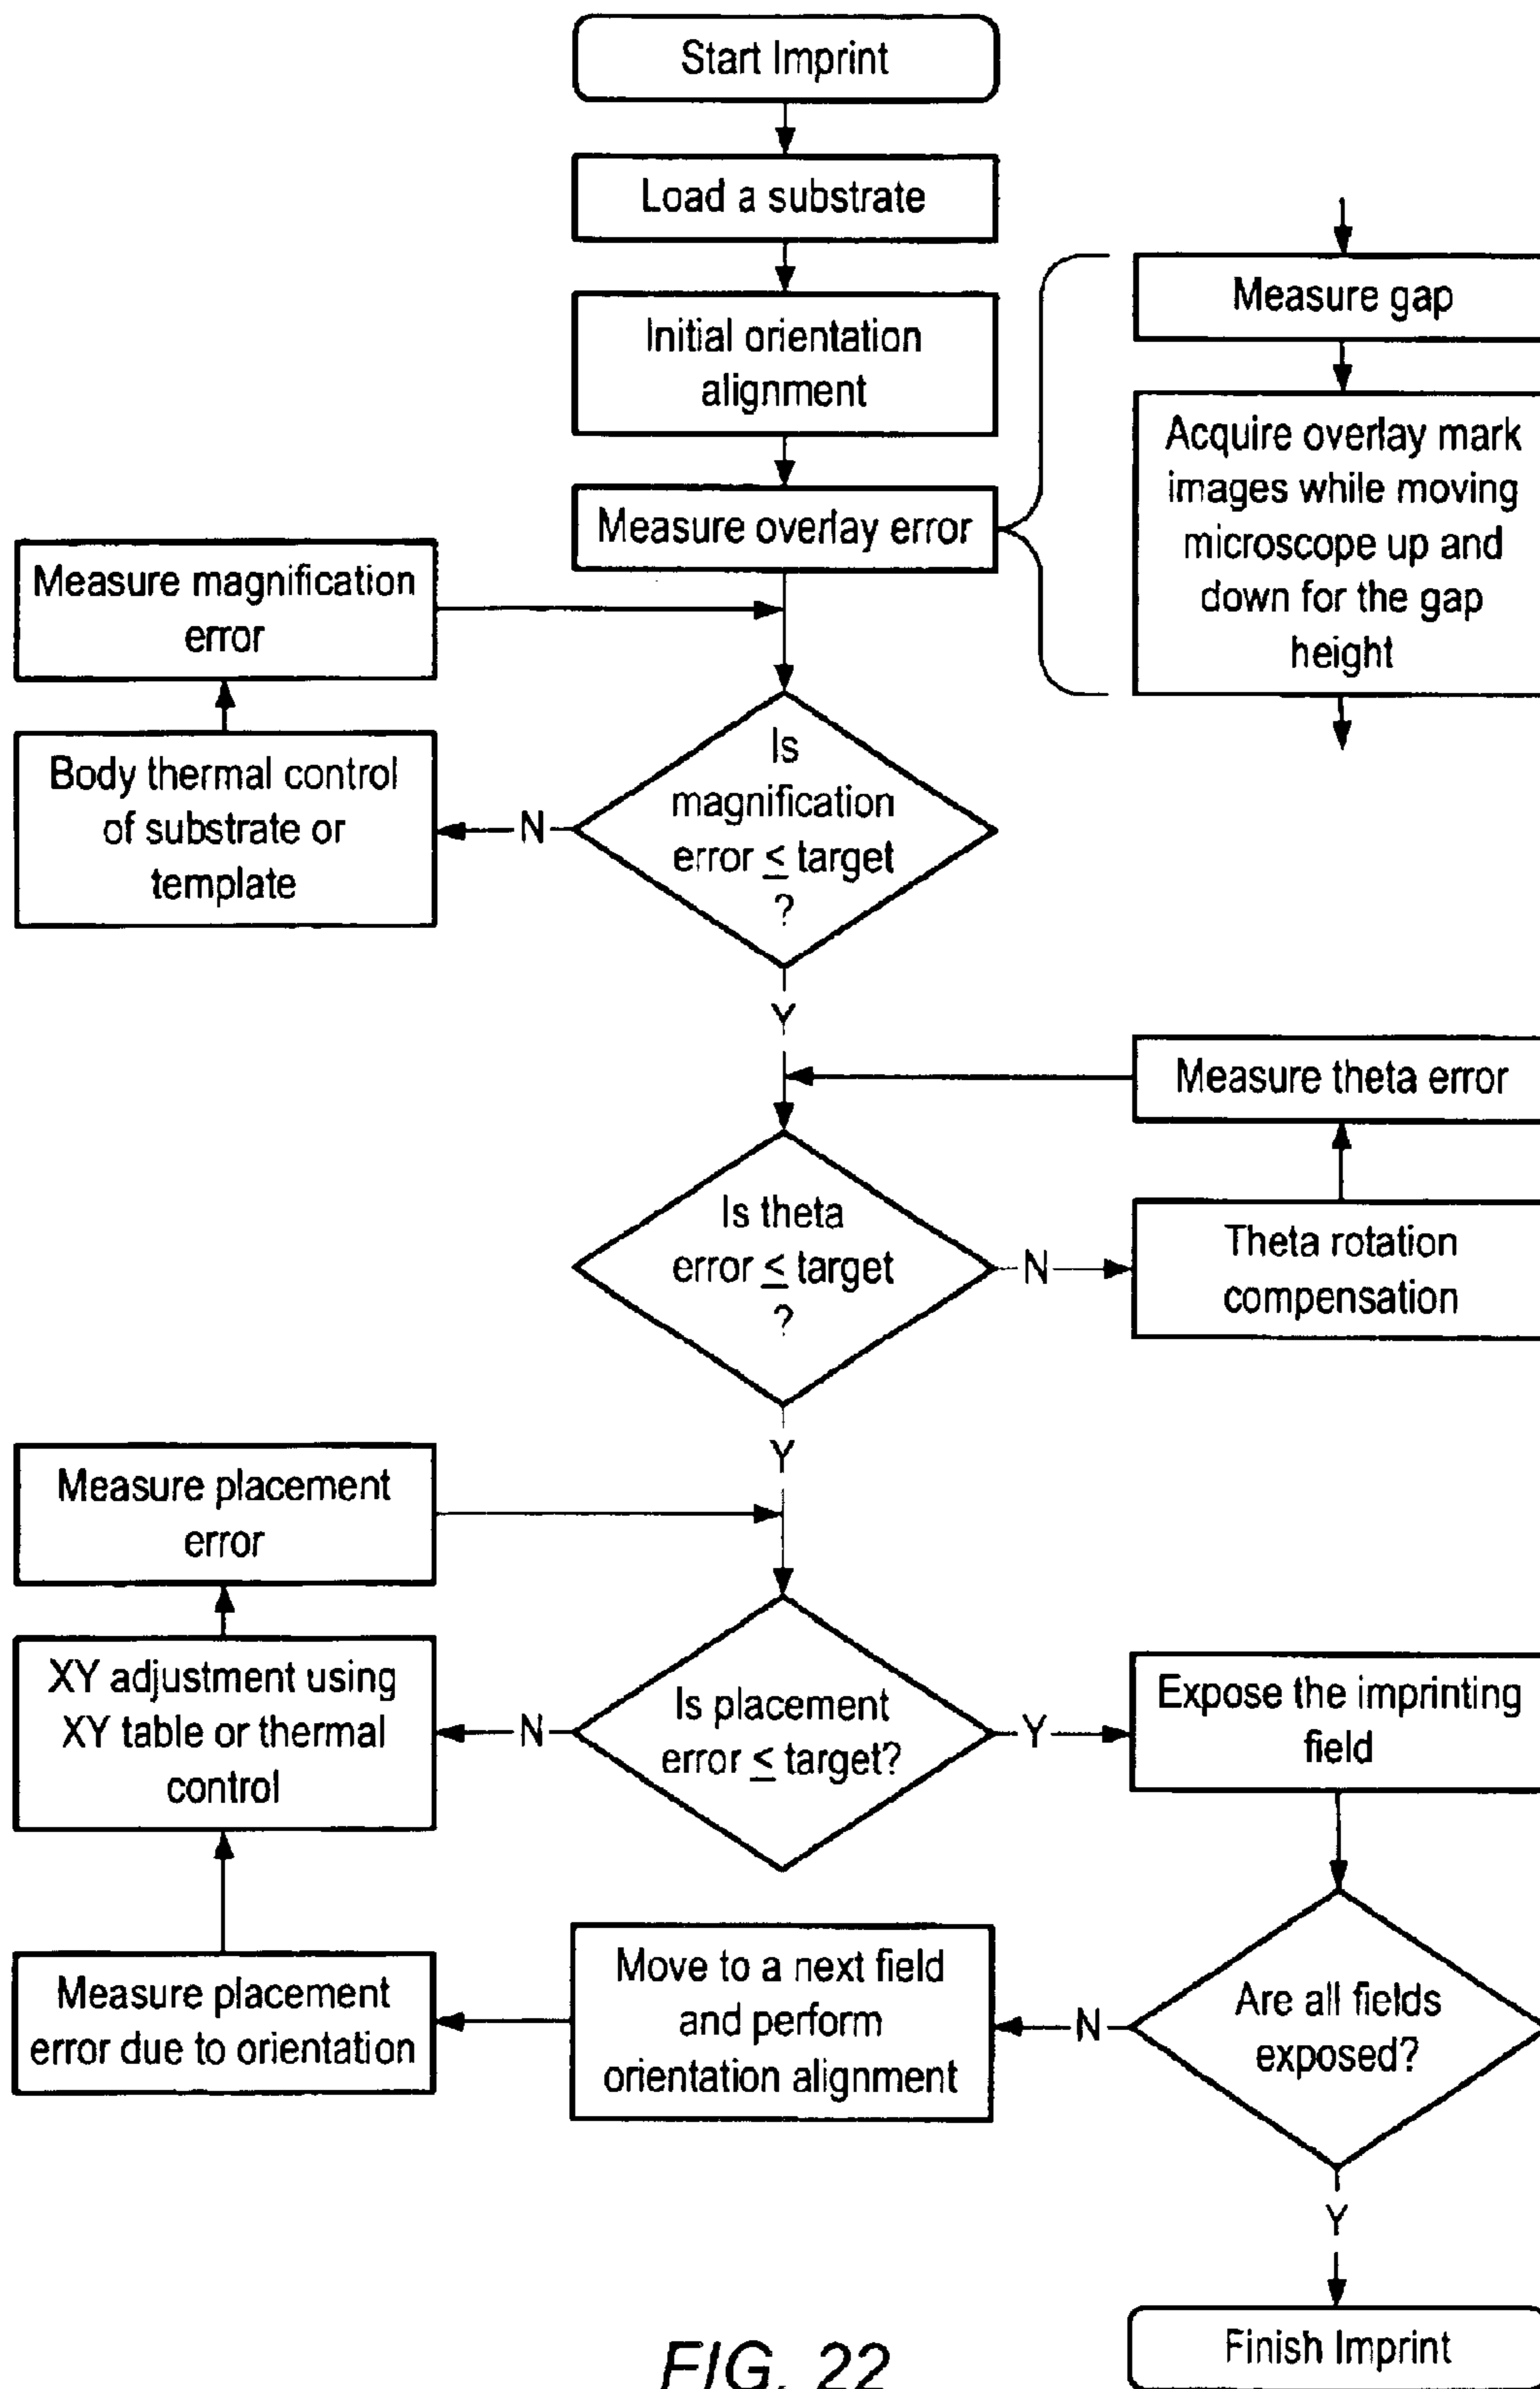 Start Imprint
Load a substrate
Initial orientation
alignment
Measure overlay error
Measure gap
Acquire overlay mark
images while moving
microscope up and
down for the gap
height
Measure magnification
error
Body thermal control
of substrate or
template
N
Is
magnification
error ≤ target
?
Y
Measure theta error
Is theta
error ≤ target
?
N
Theta rotation
compensation
Y
Measure placement
error
XY adjustment using
XY table or thermal
control
N
Is placement
error ≤ target?
Y
Expose the imprinting
field
Measure placement
error due to orientation
Move to a next field
and perform
orientation alignment
N
Are all fields
exposed?
Y
Finish Imprint
FIG. 22